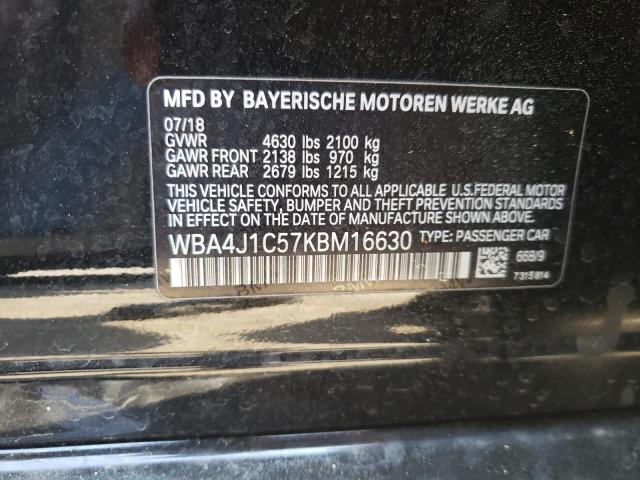 MFD BY BAYERISCHE MOTOREN WERKE AG
07/18
GVWR 4630 lbs 2100 kg
GAWR FRONT 2138 lbs 970 kg
GAWR REAR 2679 lbs 1215 kg
THIS VEHICLE CONFORMS TO ALL APPLICABLE U.S.FEDERAL MOTOR
VEHICLE SAFETY, BUMPER AND THEFT PREVENTION STANDARDS
IN EFFECT ON THE DATE OF MANUFACTURE SHOWN ABOVE.
WBA4J1C57KBM16630 TYPE: PASSENGER CAR
668/9
7315814